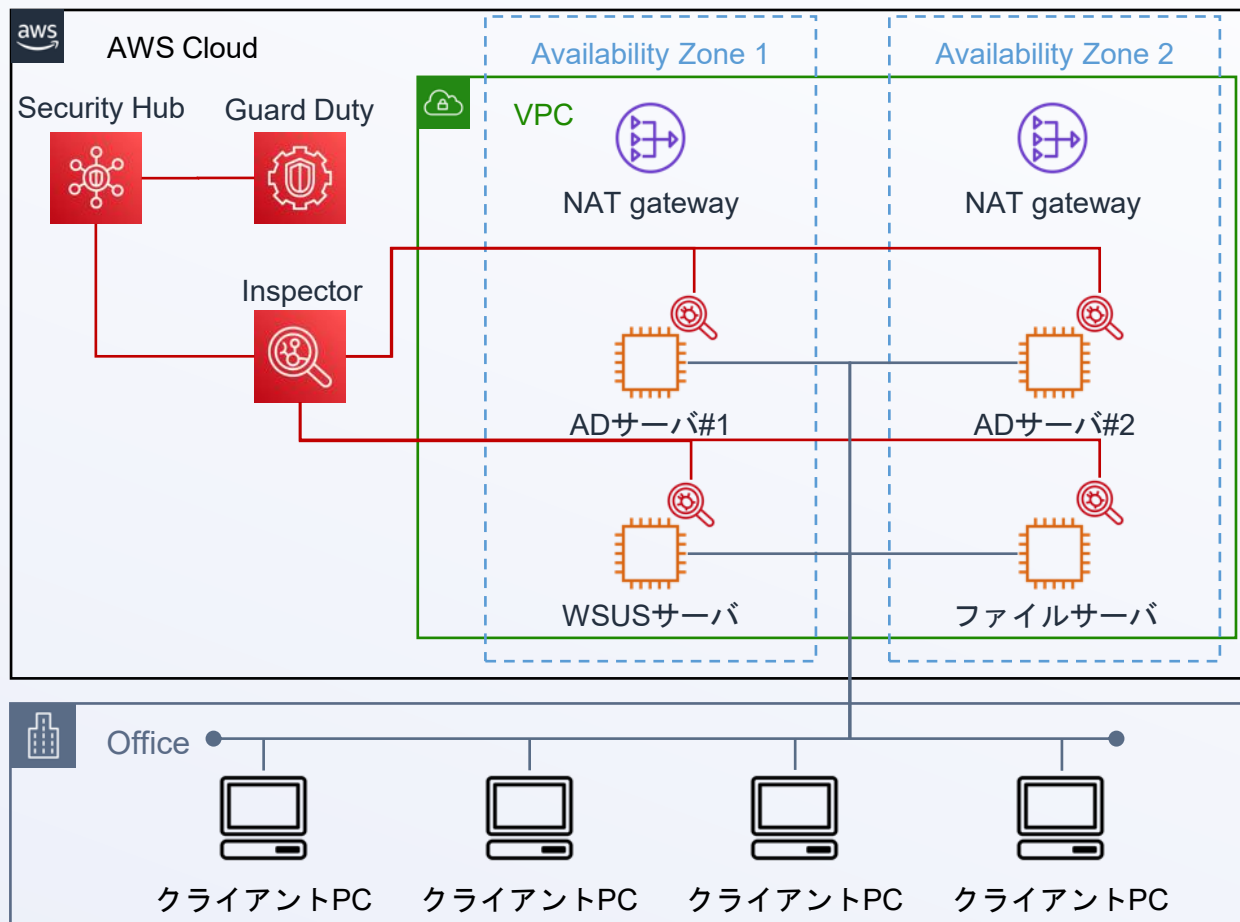 aws
AWS Cloud
Availability Zone 1
Availability Zone 2
Security Hub
Guard Duty
VPC
NAT gateway
NAT gateway
Inspector
ADサーバ#1
ADサーバ#2
WSUSサーバ
ファイルサーバ
Office
クライアントPC
クライアントPC
クライアントPC
クライアントPC